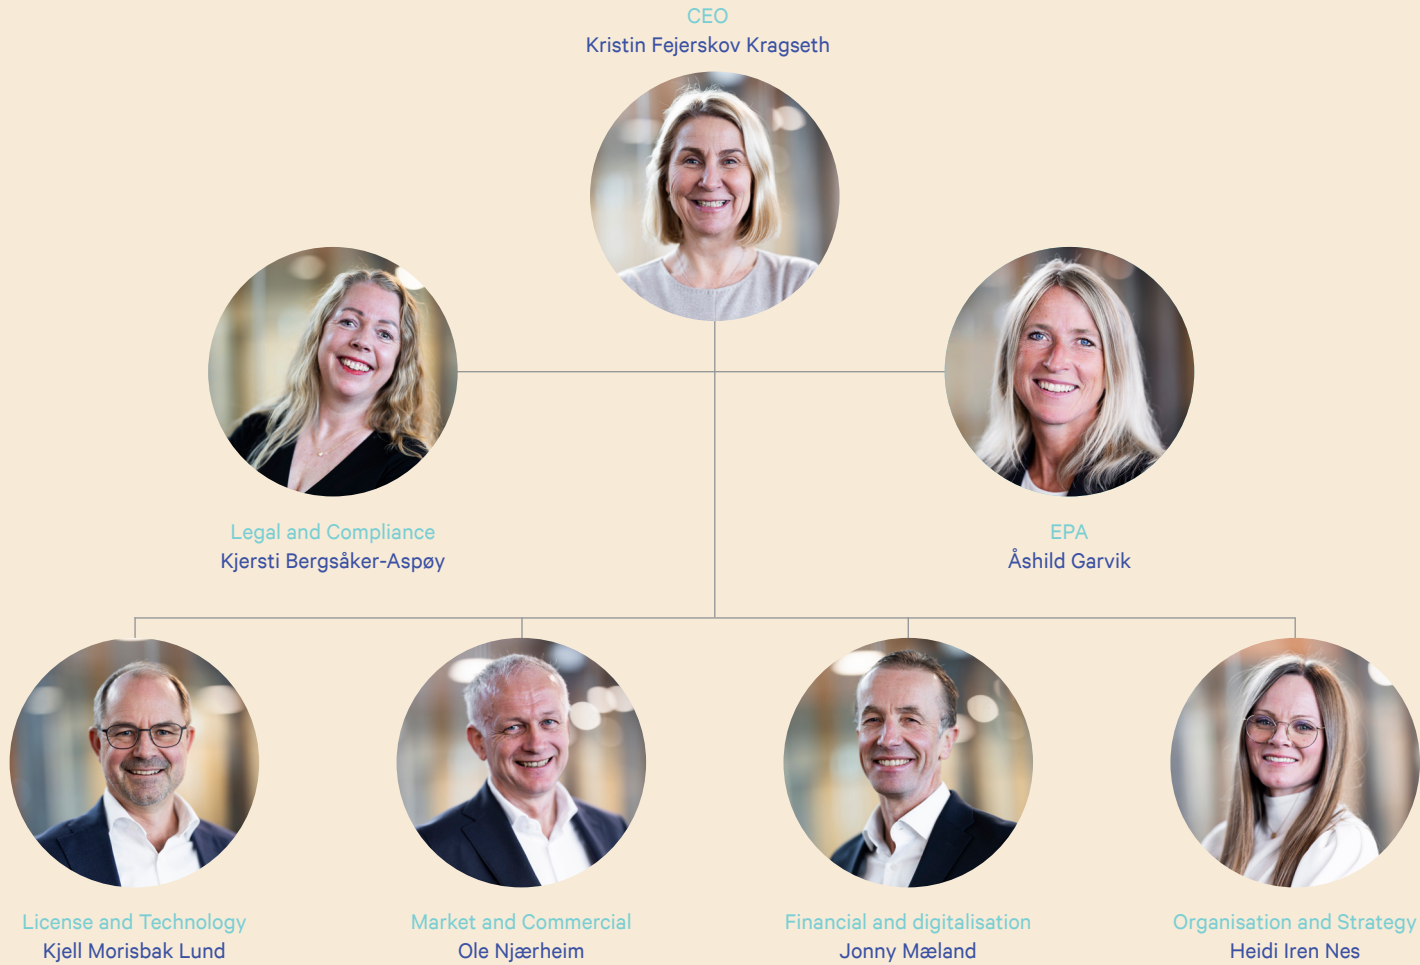 CEO
Kristin Fejerskov Kragseth
Legal and Compliance
Kjersti Bergsåker-Aspøy
EPA
Åshild Garvik
License and Technology
Kjell Morisbak Lund
Market and Commercial
Ole Njærheim
Financial and digitalisation
Jonny Mæland
Organisation and Strategy
Heidi Iren Nes